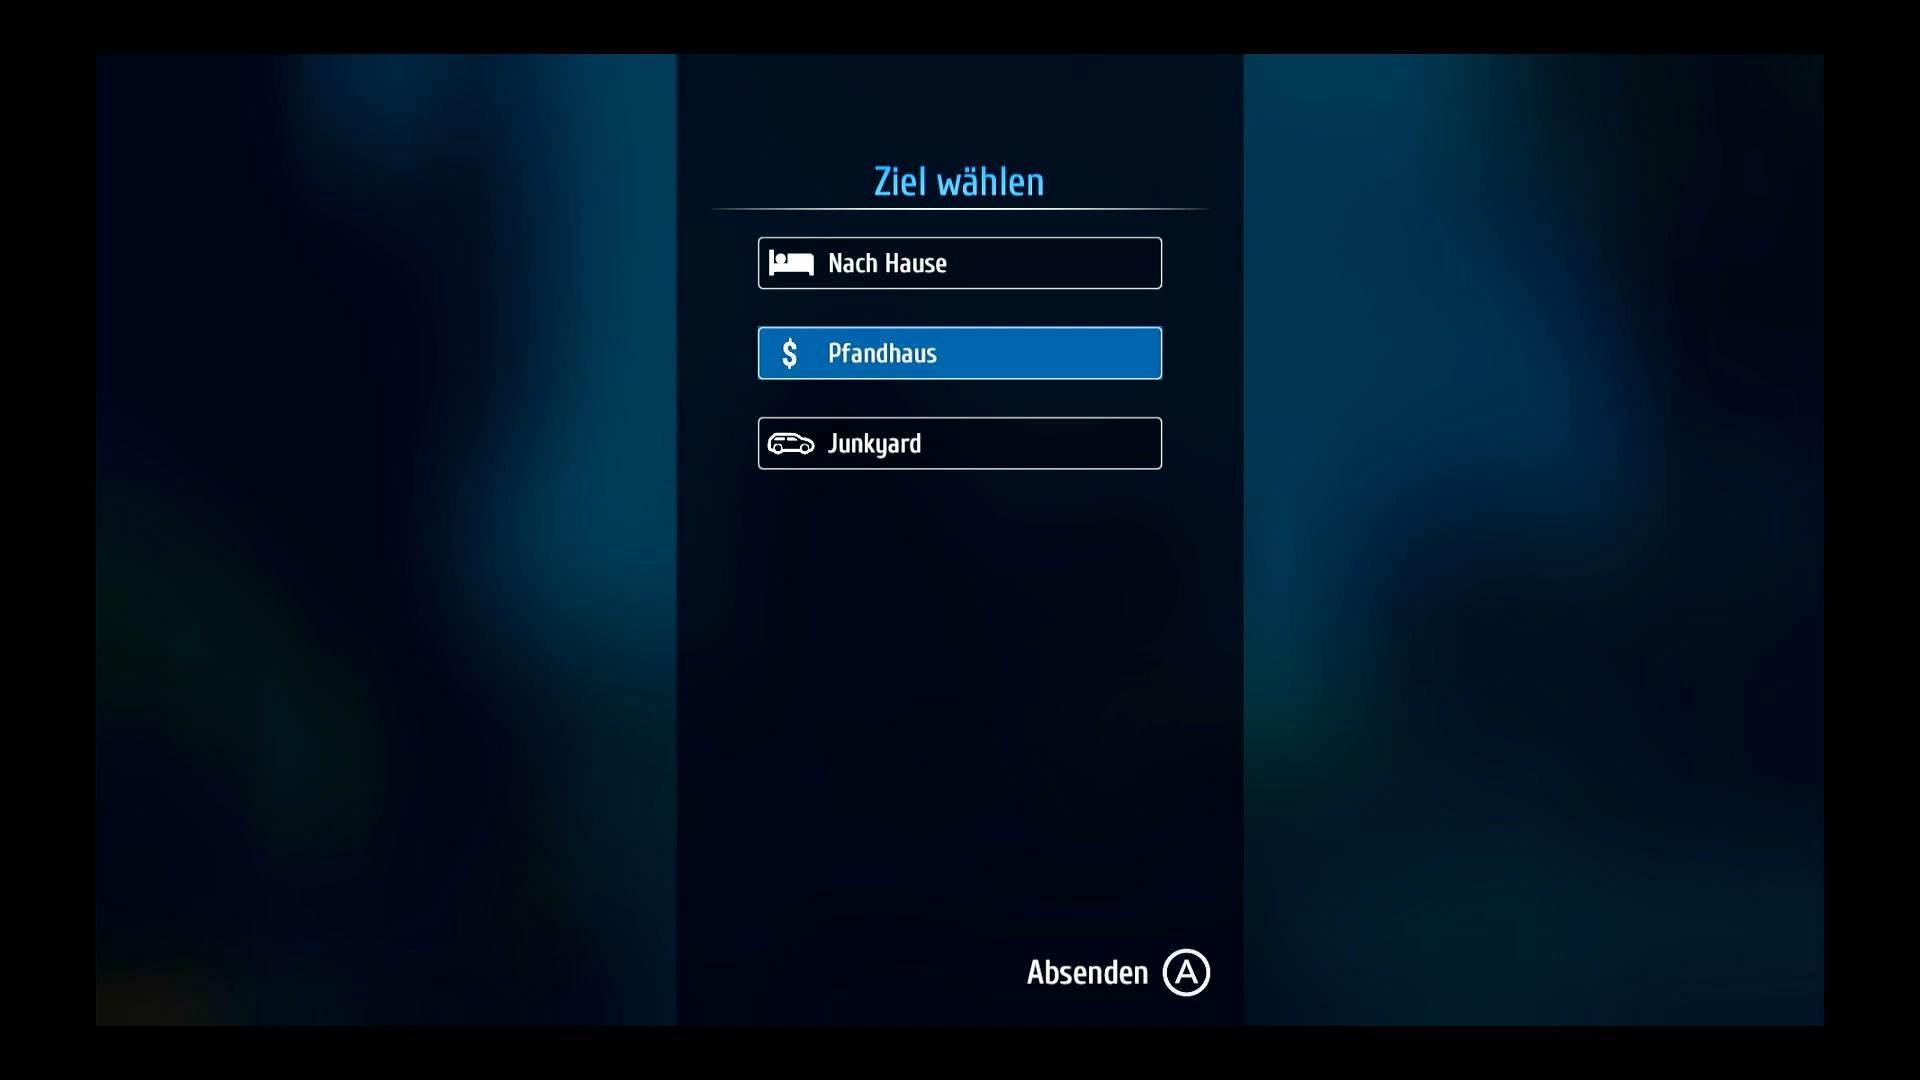 Ziel wählen
Nach Hause
$ Pfandhaus
Junkyard
Absenden A